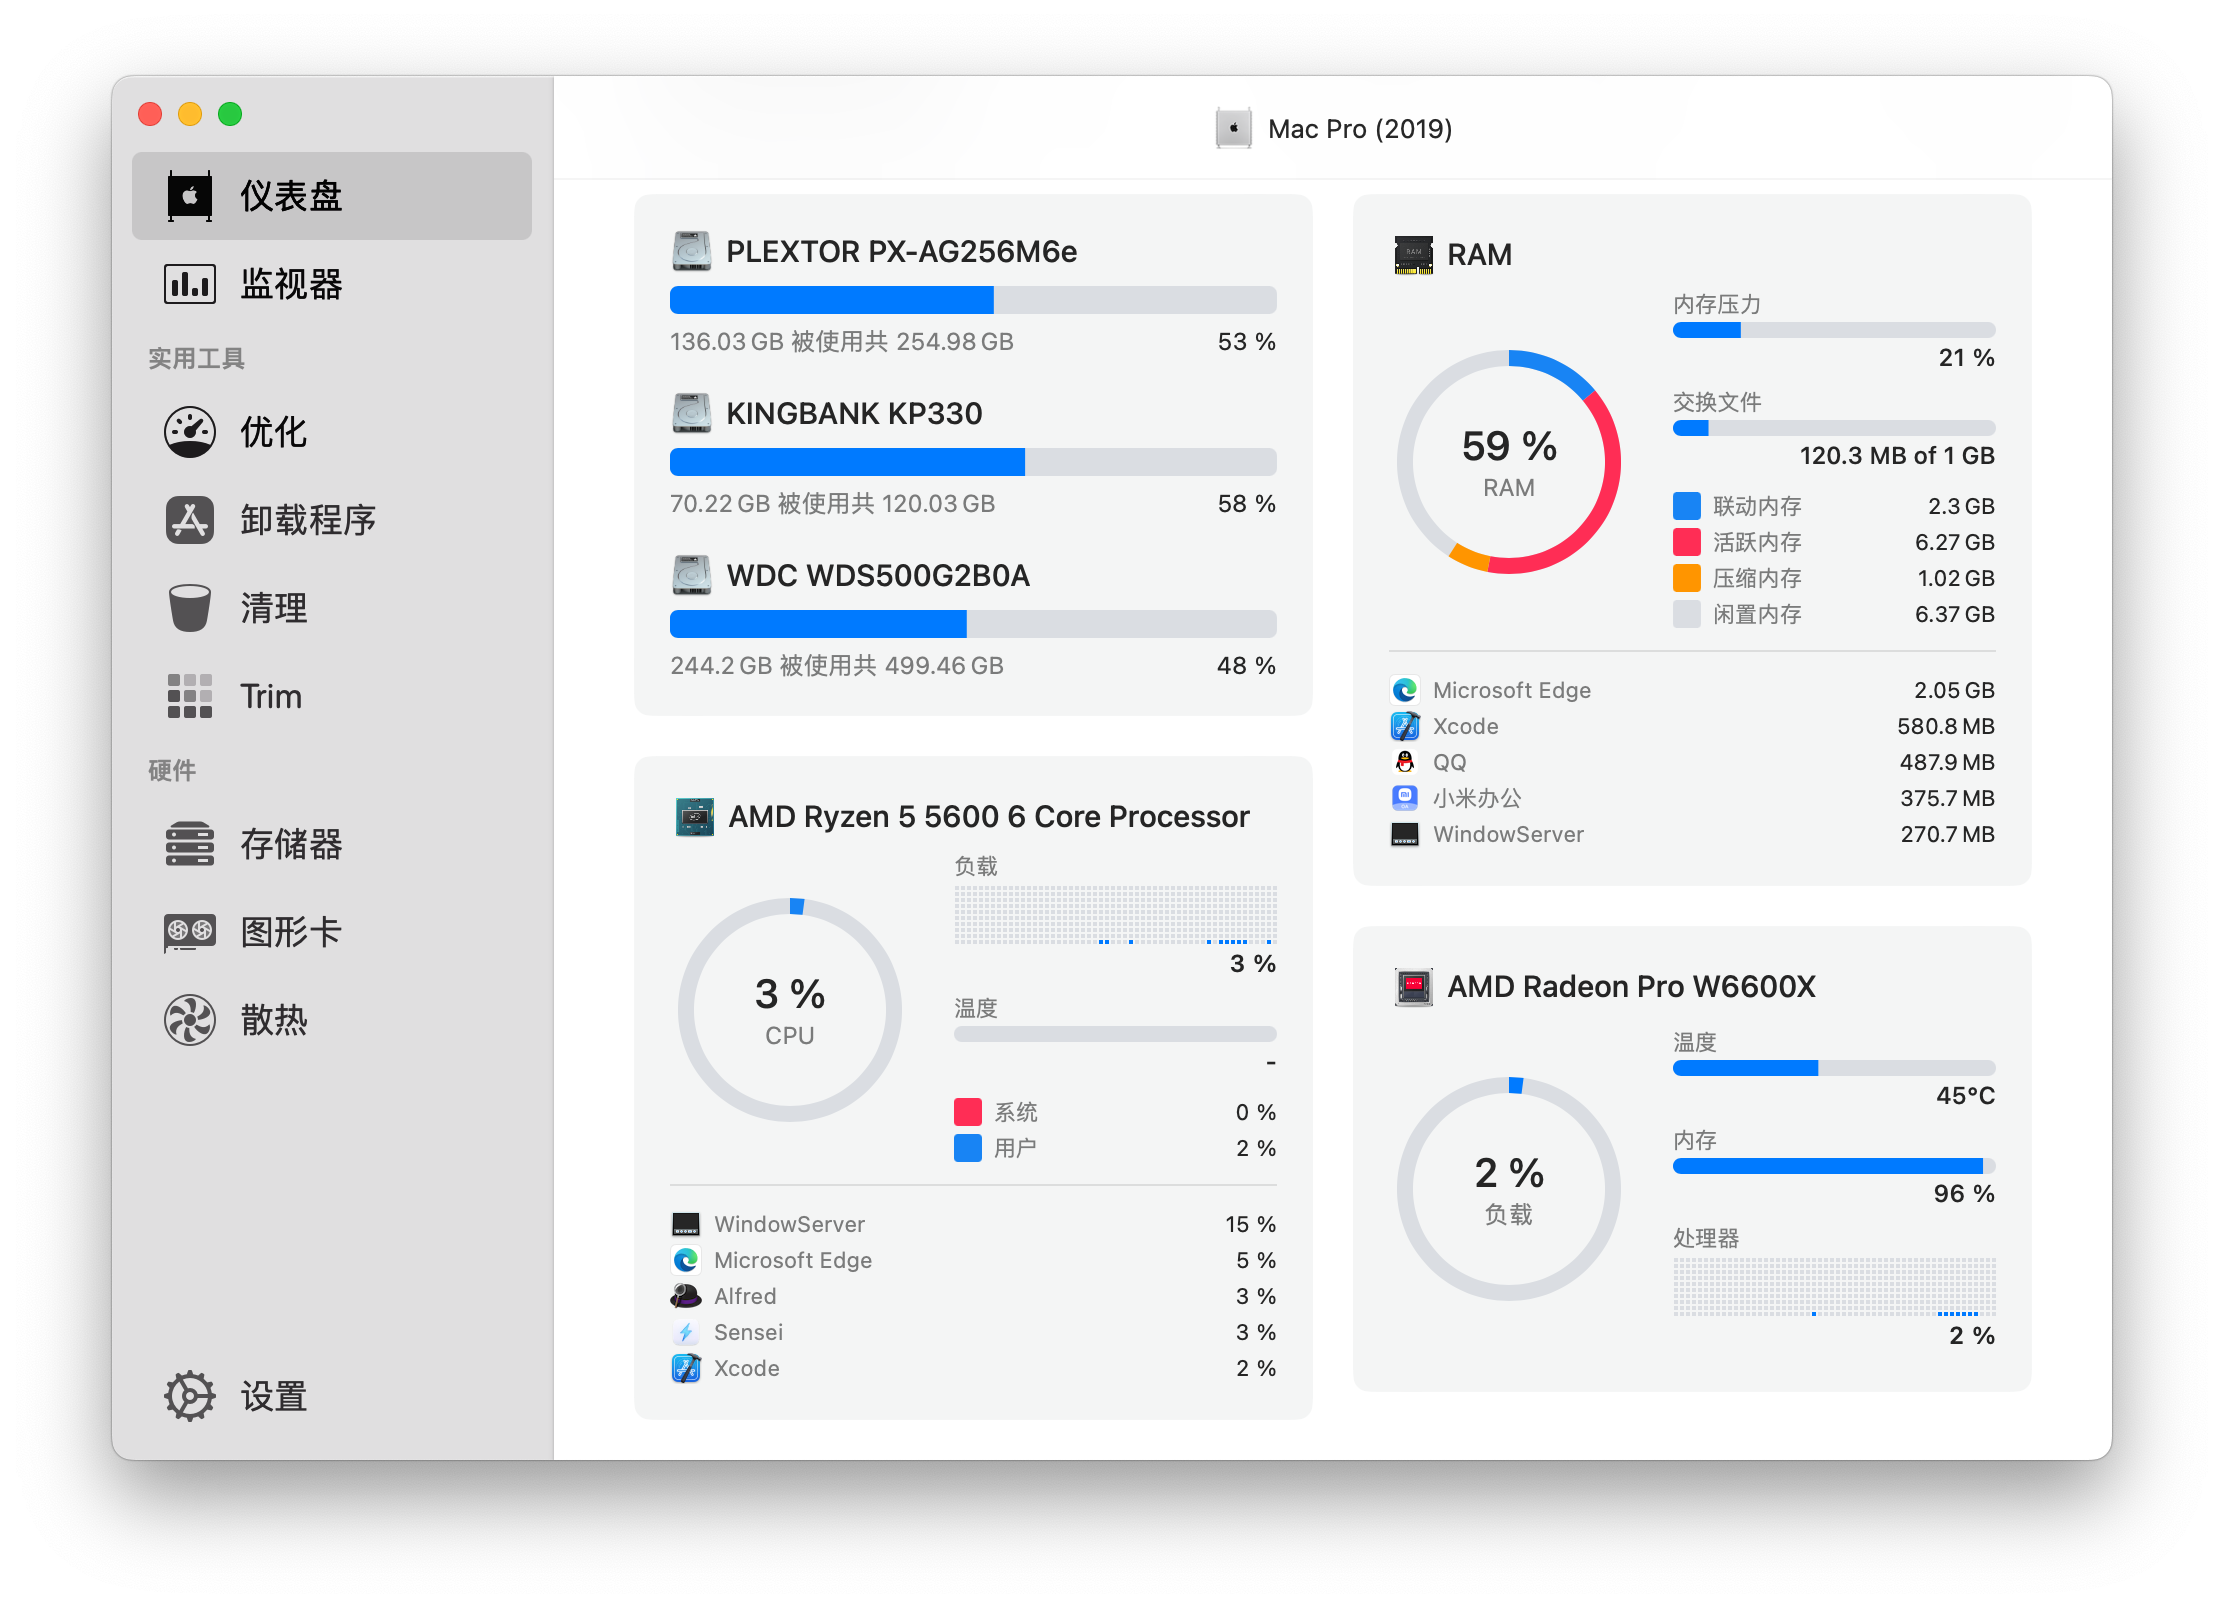 Mac Pro (2019)
仪表盘
监视器
实用工具
优化
卸载程序
清理
Trim
硬件
存储器
图形卡
散热
设置
PLEXTOR PX-AG256M6e
136.03 GB 被使用共 254.98 GB 53 %
KINGBANK KP330
70.22 GB 被使用共 120.03 GB 58 %
WDC WDS500G2B0A
244.2 GB 被使用共 499.46 GB 48 %
AMD Ryzen 5 5600 6 Core Processor
3 %
CPU
负载
3 %
温度
-
系统 0 %
用户 2 %
WindowServer 15 %
Microsoft Edge 5 %
Alfred 3 %
Sensei 3 %
Xcode 2 %
RAM
59 %
RAM
内存压力
21 %
交换文件
120.3 MB of 1 GB
联动内存 2.3 GB
活跃内存 6.27 GB
压缩内存 1.02 GB
闲置内存 6.37 GB
Microsoft Edge 2.05 GB
Xcode 580.8 MB
QQ 487.9 MB
小米办公 375.7 MB
WindowServer 270.7 MB
AMD Radeon Pro W6600X
2 %
负载
温度
45°C
内存
96 %
处理器
2 %